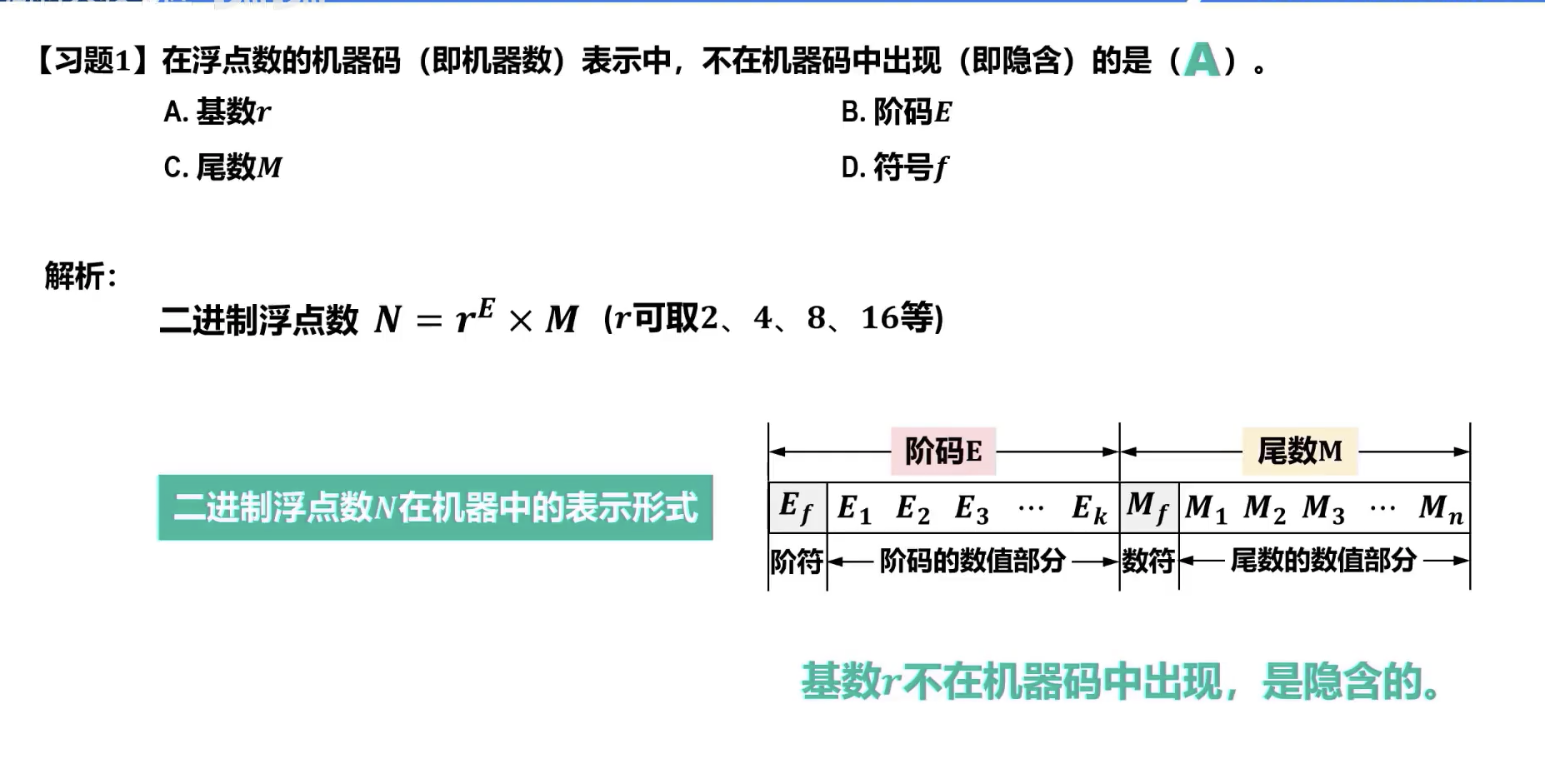 【习题1】在浮点数的机器码（即机器数）表示中，不在机器码中出现（即隐含）的是（A）。
A. 基数r
B. 阶码E
C. 尾数M
D. 符号f
解析：
二进制浮点数 N = r^E × M (r可取2、4、8、16等)
阶码E 尾数M
二进制浮点数N在机器中的表示形式
E_f E_1 E_2 E_3 ⋯ E_k M_f M_1 M_2 M_3 ⋯ M_n
阶符 阶码的数值部分 数符 尾数的数值部分
基数r不在机器码中出现，是隐含的。